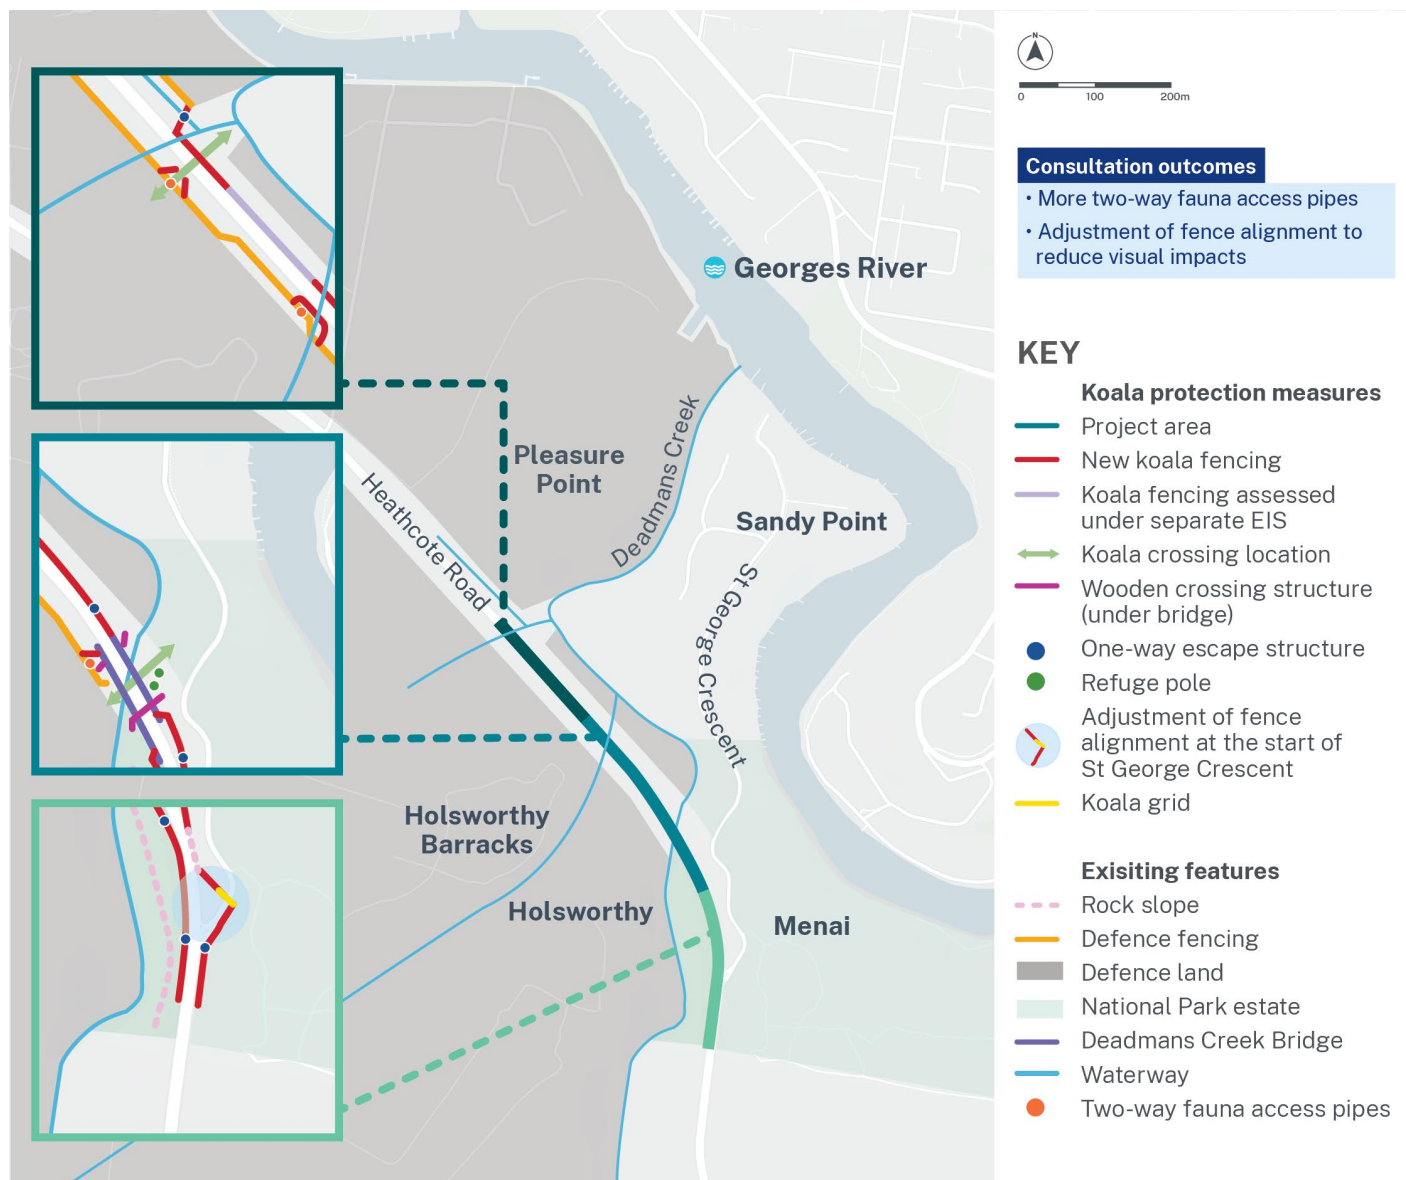 N
0 100 200m
Consultation outcomes
• More two-way fauna access pipes
• Adjustment of fence alignment to
reduce visual impacts
Georges River
Pleasure
Point
Deadmans Creek
Heathcote Road
Sandy Point
St George Crescent
Holsworthy
Barracks
Holsworthy
Menai
KEY
Koala protection measures
Project area
New koala fencing
Koala fencing assessed
under separate EIS
Koala crossing location
Wooden crossing structure
(under bridge)
One-way escape structure
Refuge pole
Adjustment of fence
alignment at the start of
St George Crescent
Koala grid
Exisiting features
Rock slope
Defence fencing
Defence land
National Park estate
Deadmans Creek Bridge
Waterway
Two-way fauna access pipes